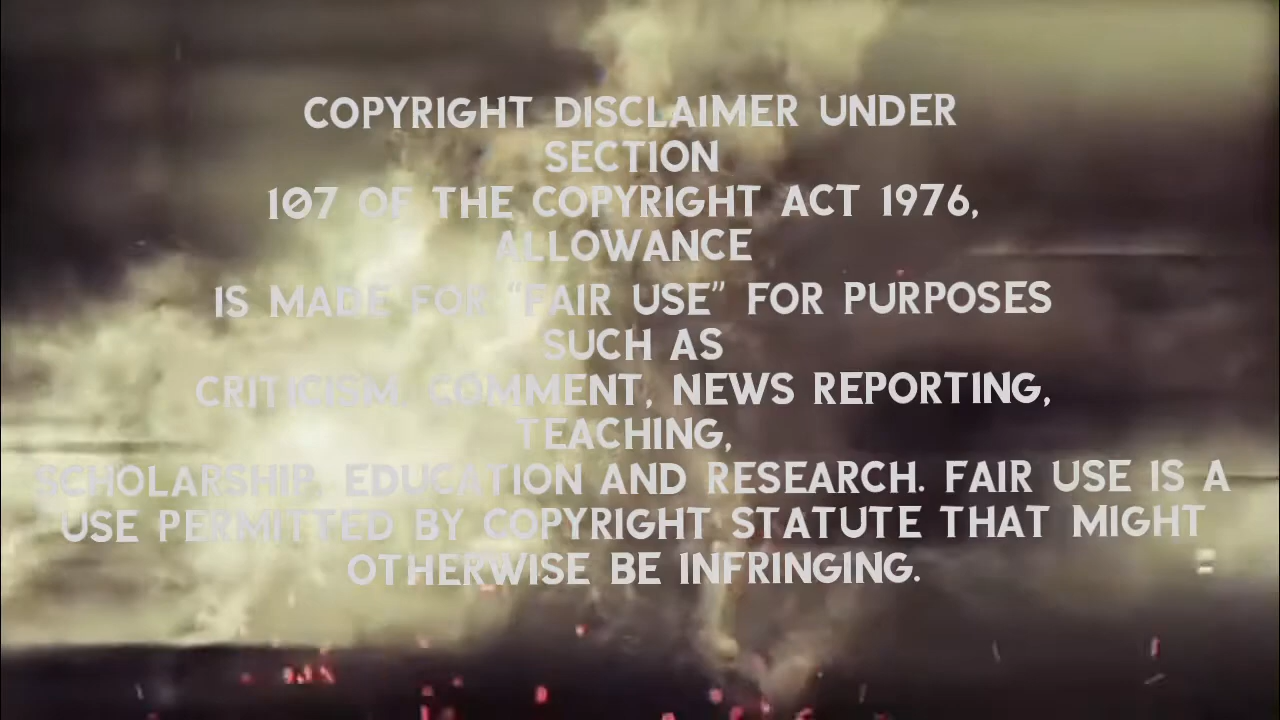 COPYRIGHT DISCLAIMER UNDER
SECTION
107 OF THE COPYRIGHT ACT 1976,
ALLOWANCE
IS MADE FOR “FAIR USE” FOR PURPOSES
SUCH AS
CRITICISM, COMMENT, NEWS REPORTING,
TEACHING,
SCHOLARSHIP, EDUCATION AND RESEARCH. FAIR USE IS A
USE PERMITTED BY COPYRIGHT STATUTE THAT MIGHT
OTHERWISE BE INFRINGING.